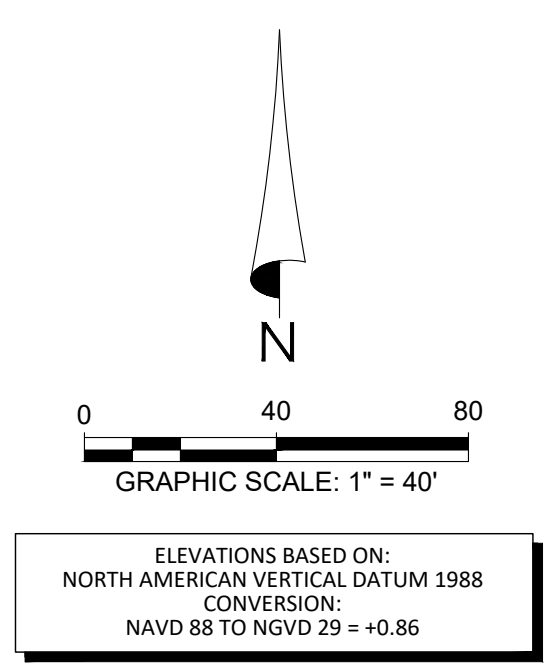 N
0 40 80
GRAPHIC SCALE: 1" = 40'
ELEVATIONS BASED ON:
NORTH AMERICAN VERTICAL DATUM 1988
CONVERSION:
NAVD 88 TO NGVD 29 = +0.86